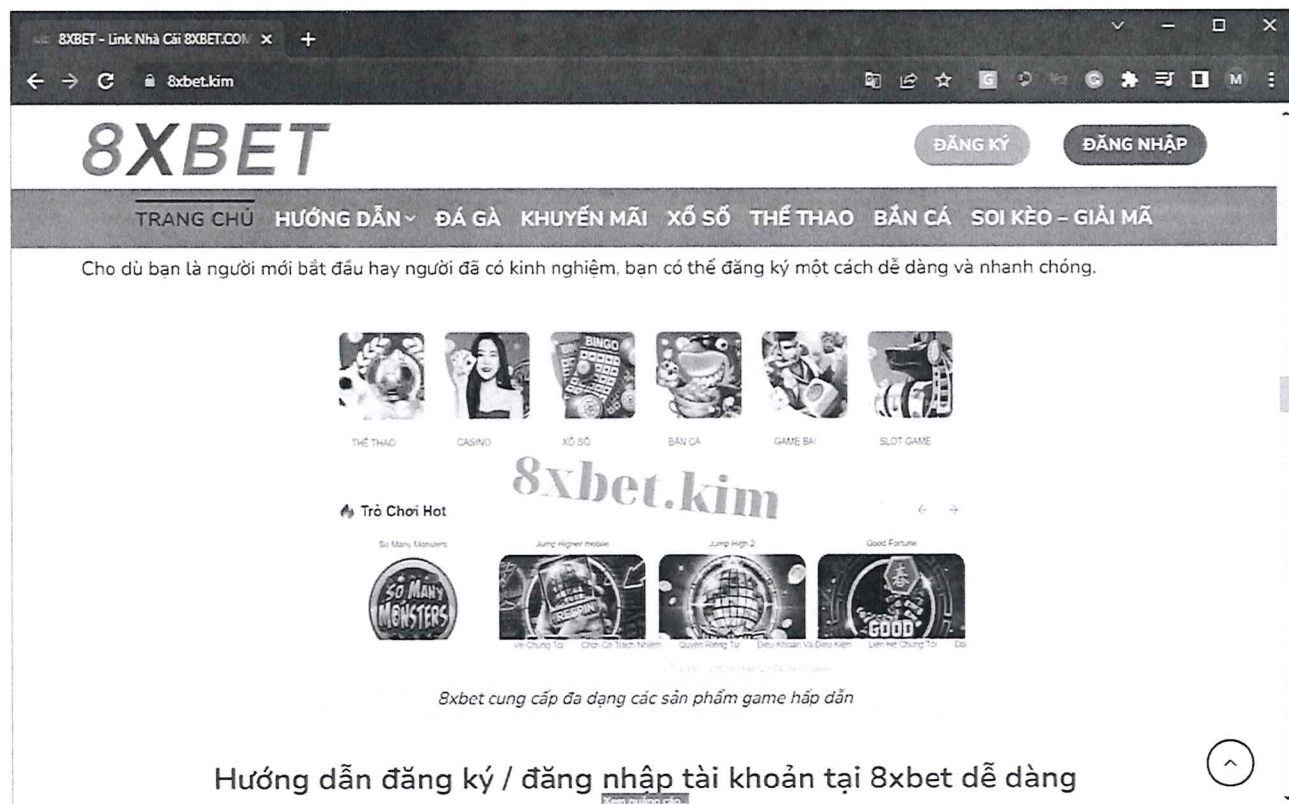 8XBET - Link Nhà Cái 8XBET.COM
8xbet.kim
8XBET
ĐĂNG KÝ
ĐĂNG NHẬP
TRANG CHỦ HƯỚNG DẪN ĐÁ GÀ KHUYẾN MÃI XỔ SỐ THỂ THAO BẮN CÁ SOI KÈO – GIẢI MÃ
Cho dù bạn là người mới bắt đầu hay người đã có kinh nghiệm, bạn có thể đăng ký một cách dễ dàng và nhanh chóng.
BINGO
THỂ THAO CASINO XỔ SỐ BẮN CÁ GAME BÀI SLOT GAME
8xbet.kim
Trò Chơi Hot
So Many Monsters Jump Higher mobile Jump High 2 Good Fortune
SO MANY MONSTERS
RESPIN
GOOD
Về Chúng Tôi Chơi Có Trách Nhiệm Quyền Riêng Tư Điều Khoản Và Điều Kiện Liên Hệ Chúng Tôi
8xbet cung cấp đa dạng các sản phẩm game hấp dẫn
Hướng dẫn đăng ký / đăng nhập tài khoản tại 8xbet dễ dàng
Xem quảng cáo